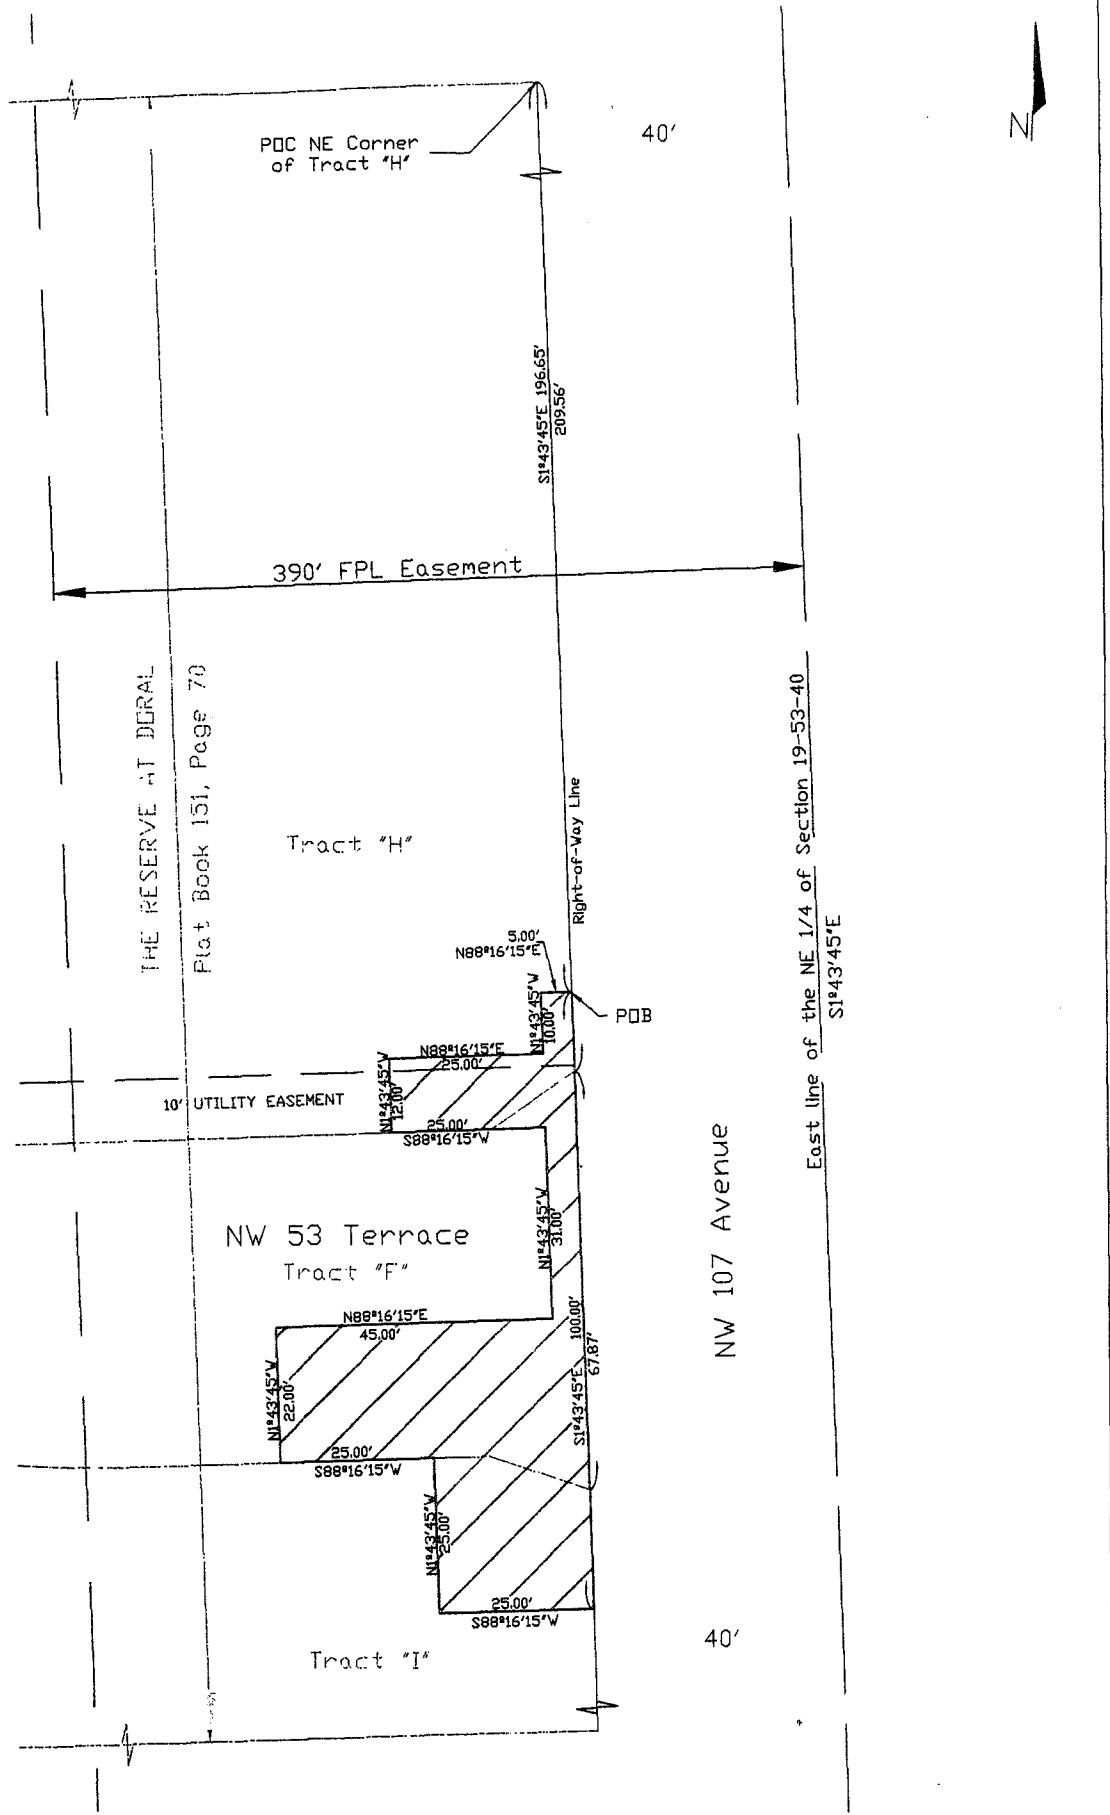 40'
N
POC NE Corner
of Tract "H"
S1°43'45"E 196.65'
209.56'
390' FPL Easement
THE RESERVE AT DORAL
Plat Book 151, Page 70
Tract "H"
Right-of-Way Line
East line of the NE 1/4 of Section 19-53-40
S1°43'45"E
5.00'
N88°16'15"E
N1°43'45"W
10.00'
POB
N88°16'15"E
25.00'
N1°43'45"W
12.00'
10' UTILITY EASEMENT
25.00'
S88°16'15"W
N1°43'45"W
31.00'
NW 53 Terrace
Tract "F"
NW 107 Avenue
N88°16'15"E
45.00'
S1°43'45"E 100.00'
67.87'
N1°43'45"W
22.00'
25.00'
S88°16'15"W
N1°43'45"W
25.00'
25.00'
S88°16'15"W
40'
Tract "I"